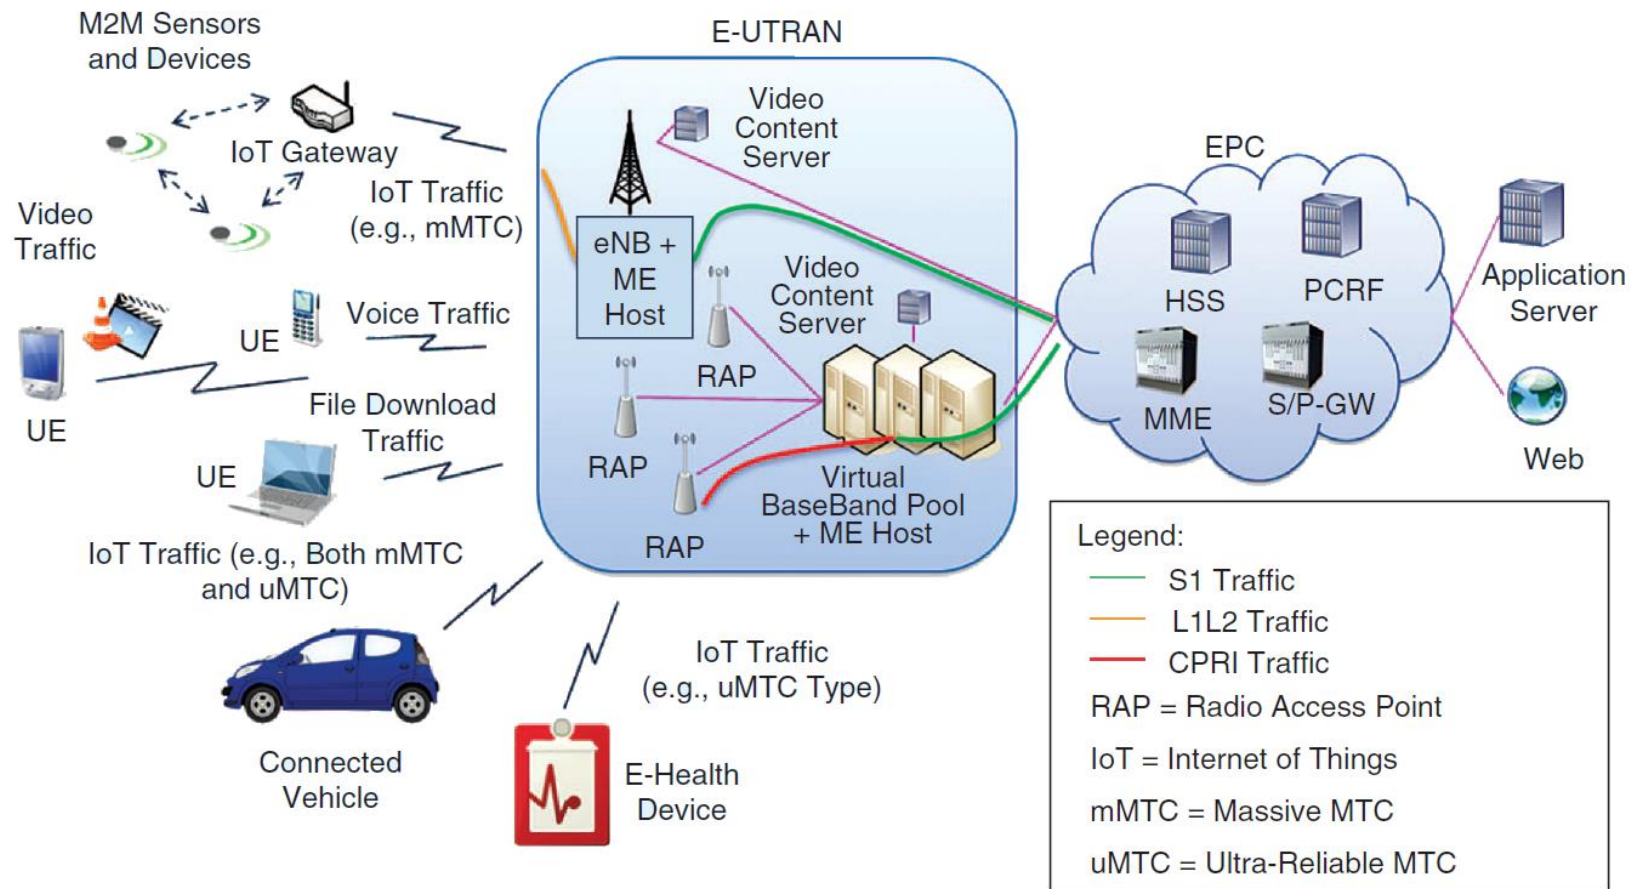 M2M Sensors
and Devices
IoT Gateway
IoT Traffic
(e.g., mMTC)
Video
Traffic
UE
UE
Voice Traffic
File Download
Traffic
UE
IoT Traffic (e.g., Both mMTC
and uMTC)
Connected
Vehicle
IoT Traffic
(e.g., uMTC Type)
E-Health
Device
E-UTRAN
Video
Content
Server
eNB +
ME
Host
Video
Content
Server
RAP
RAP
RAP
Virtual
BaseBand Pool
+ ME Host
EPC
HSS
PCRF
MME
S/P-GW
Application
Server
Web
Legend:
S1 Traffic
L1L2 Traffic
CPRI Traffic
RAP = Radio Access Point
IoT = Internet of Things
mMTC = Massive MTC
uMTC = Ultra-Reliable MTC